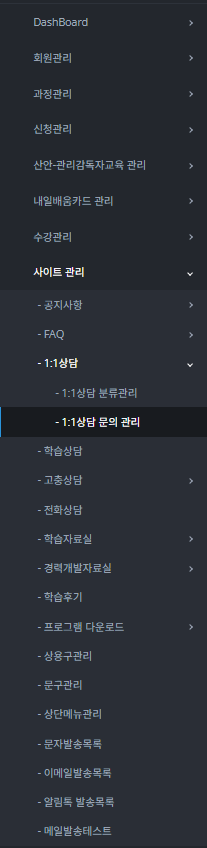 DashBoard
회원관리
과정관리
신청관리
산안-관리감독자교육 관리
내일배움카드 관리
수강관리
사이트 관리
- 공지사항
- FAQ
- 1:1상담
- 1:1상담 분류관리
- 1:1상담 문의 관리
- 학습상담
- 고충상담
- 전화상담
- 학습자료실
- 경력개발자료실
- 학습후기
- 프로그램 다운로드
- 상용구관리
- 문구관리
- 상단메뉴관리
- 문자발송목록
- 이메일발송목록
- 알림톡 발송목록
- 메일발송테스트